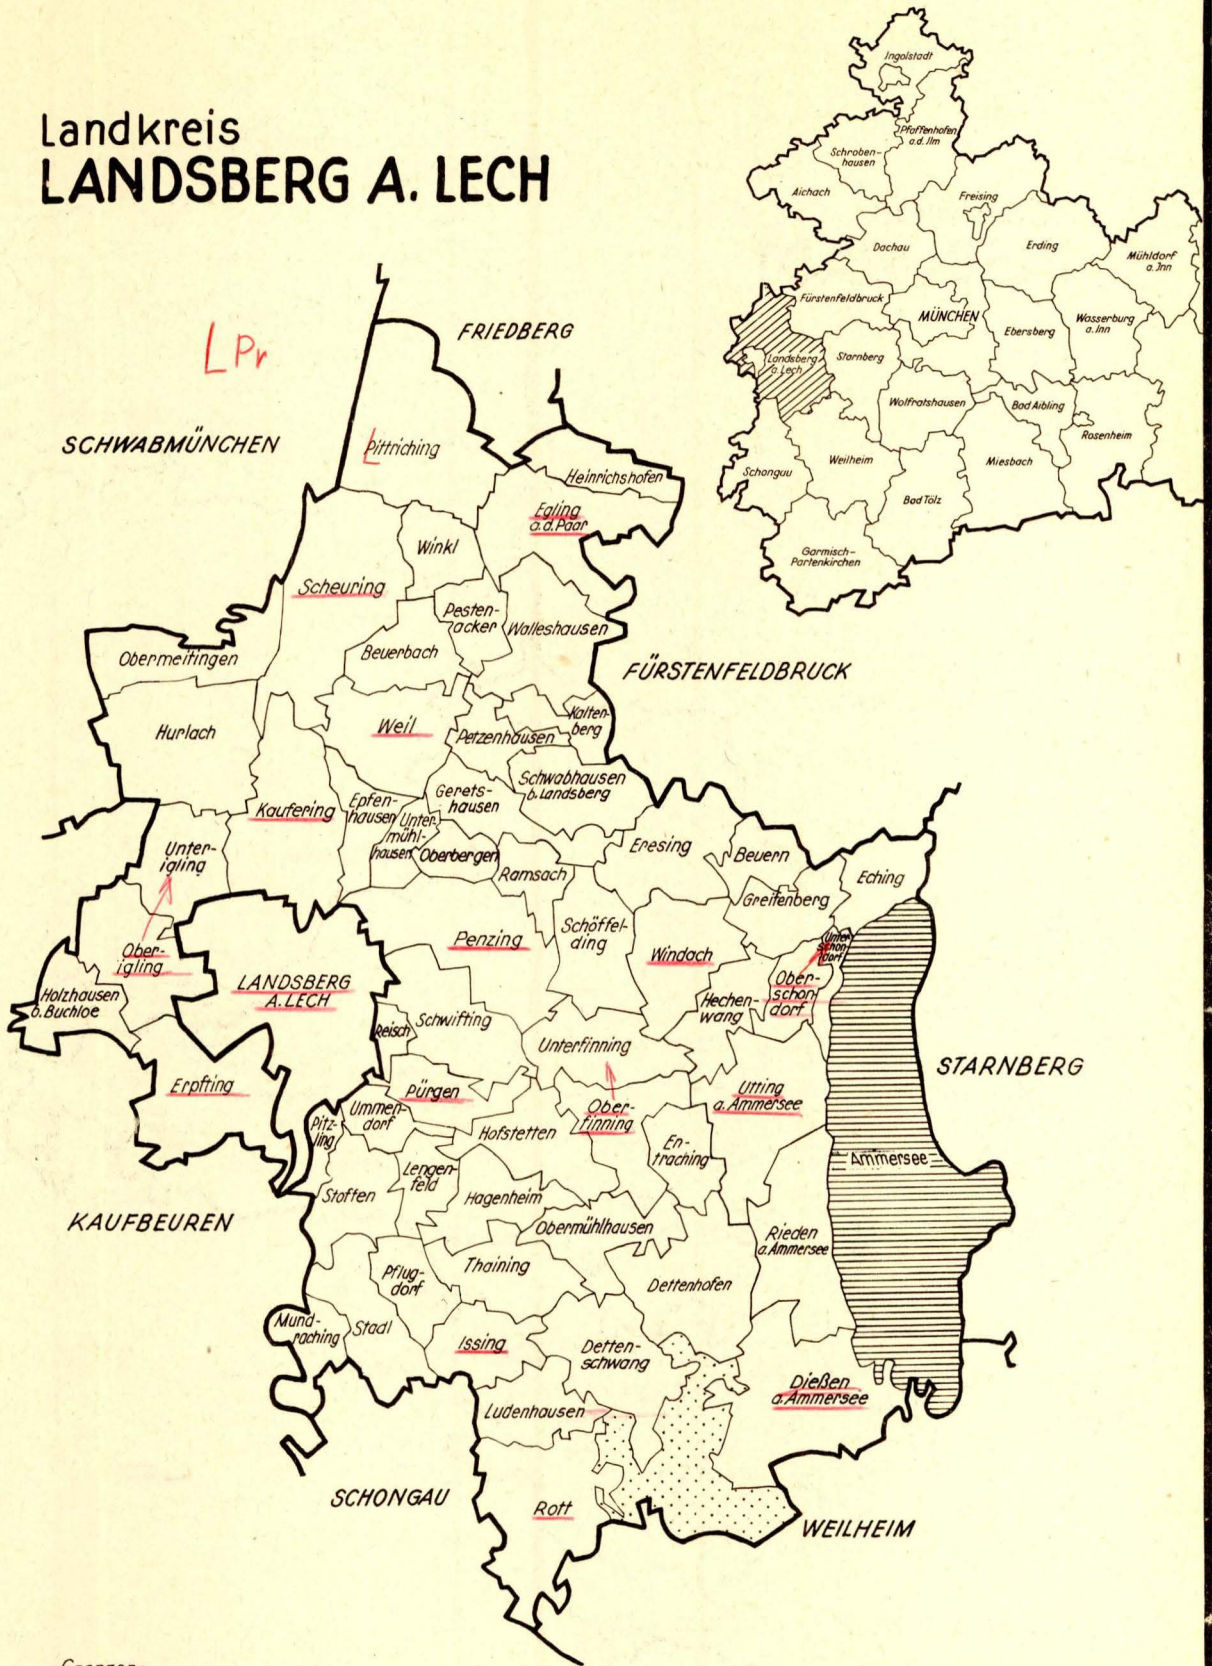 Landkreis
LANDSBERG A. LECH
L Pr
Ingolstadt
Pfaffenhofen
a.d. Ilm
Schroben-
hausen
Aichach
Freising
Dachau
Erding
Mühldorf
a. Inn
Fürstenfeldbruck
MÜNCHEN
Ebersberg
Wasserburg
a. Inn
Landsberg
a. Lech
Starnberg
Wolfratshausen
Bad Aibling
Rosenheim
Schongau
Weilheim
Miesbach
Bad Tölz
Garmisch-
Partenkirchen
FRIEDBERG
SCHWABMÜNCHEN
Pittriching
Heinrichshofen
Egling
a.d. Paar
Winkl
Scheuring
Pesten-
acker
Walleshausen
Beuerbach
Obermeitingen
FÜRSTENFELDBRUCK
Hurlach
Weil
Petzenhausen
Kalten-
berg
Schwabhausen
b. Landsberg
Gerets-
hausen
Kaufering
Epfen-
hausen
Unter-
mühl-
hausen
Oberbergen
Ramsach
Eresing
Beuern
Eching
Unter-
igling
Greifenberg
Schöffel-
ding
Penzing
Windach
Unter
schon
dorf
Ober-
igling
Ober-
schon
dorf
LANDSBERG
A. LECH
Holzhausen
b. Buchloe
Hechen-
wang
Reisch
Schwifting
Unterfinning
STARNBERG
Erpfting
Pürgen
Utting
a. Ammersee
Ober-
finning
Ummen-
dorf
Pitz-
ling
Hofstetten
En-
traching
Ammersee
Lengen-
feld
Stoffen
Hagenheim
KAUFBEUREN
Obermühlhausen
Rieden
a. Ammersee
Thaining
Pflug-
dorf
Dettenhofen
Mund-
raching
Stadl
Issing
Detten-
schwang
Dießen
a. Ammersee
Ludenhausen
SCHONGAU
Rott
WEILHEIM